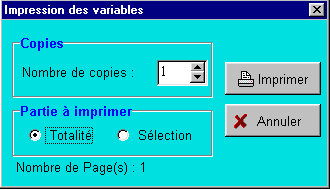 Impression des variables
Copies
Nombre de copies : 1
Imprimer
Partie à imprimer
Totalité Sélection
Annuler
Nombre de Page(s) : 1